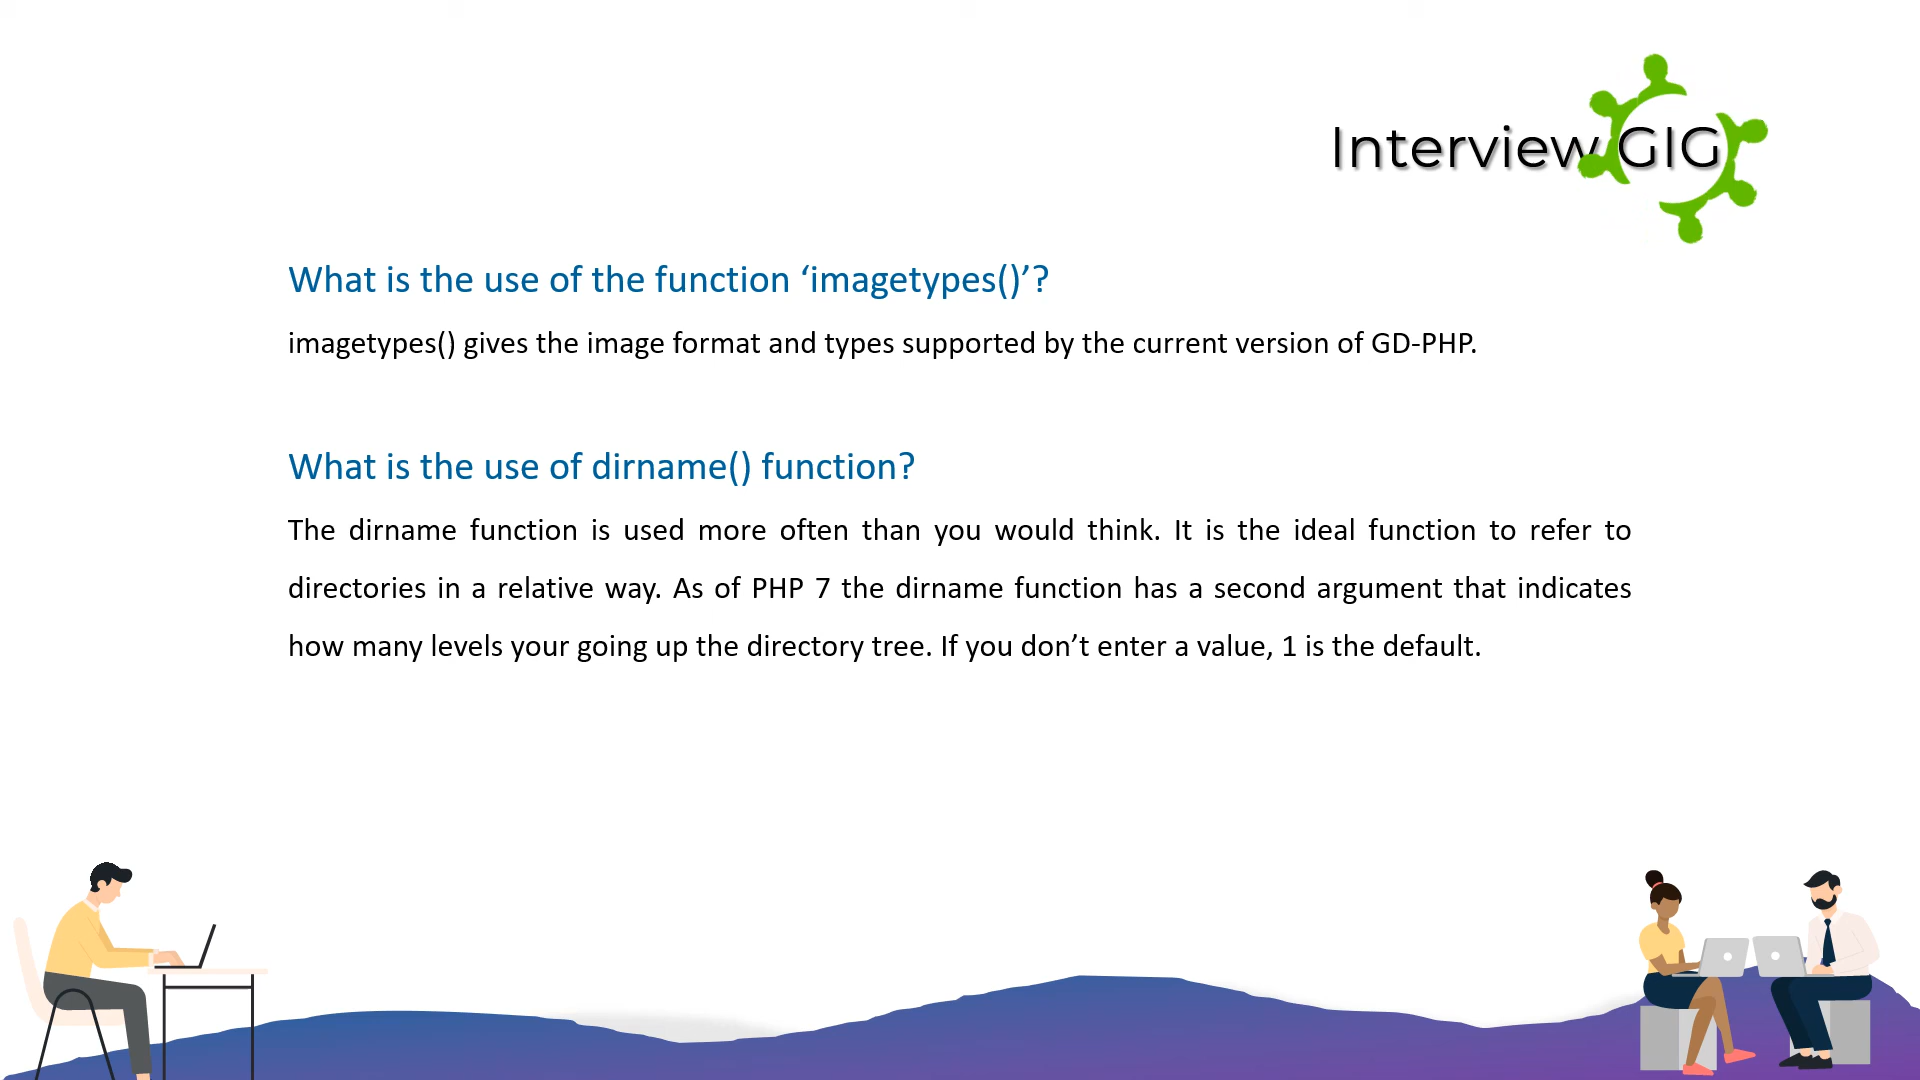 Interview GIG
What is the use of the function ‘imagetypes()’?
imagetypes() gives the image format and types supported by the current version of GD-PHP.
What is the use of dirname() function?
The dirname function is used more often than you would think. It is the ideal function to refer to
directories in a relative way. As of PHP 7 the dirname function has a second argument that indicates
how many levels your going up the directory tree. If you don’t enter a value, 1 is the default.